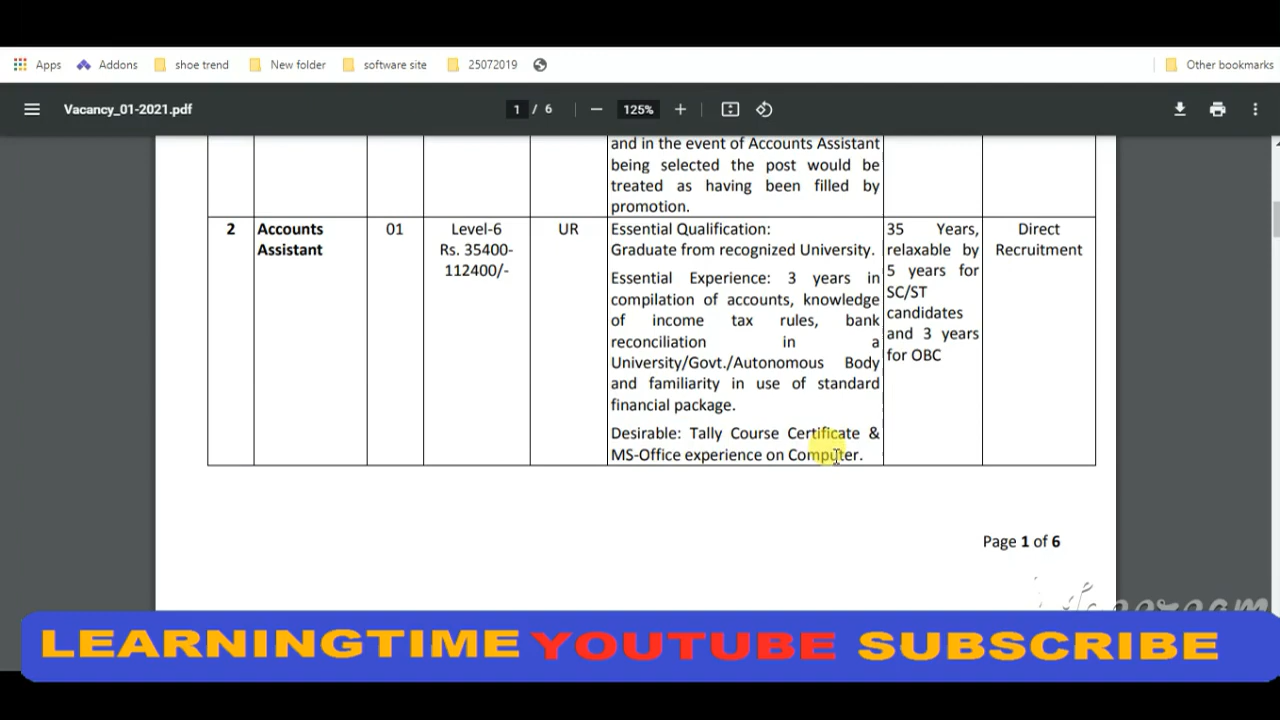 Apps Addons shoe trend New folder software site 25072019 Other bookmarks
Vacancy_01-2021.pdf 1 / 6 125%
and in the event of Accounts Assistant
being selected the post would be
treated as having been filled by
promotion.
2 Accounts Assistant 01 Level-6 Rs. 35400-112400/- UR
Essential Qualification:
Graduate from recognized University.
Essential Experience: 3 years in
compilation of accounts, knowledge
of income tax rules, bank
reconciliation in a
University/Govt./Autonomous Body
and familiarity in use of standard
financial package.
Desirable: Tally Course Certificate &
MS-Office experience on Computer.
35 Years,
relaxable by
5 years for
SC/ST
candidates
and 3 years
for OBC
Direct
Recruitment
Page 1 of 6
LEARNINGTIME YOUTUBE SUBSCRIBE